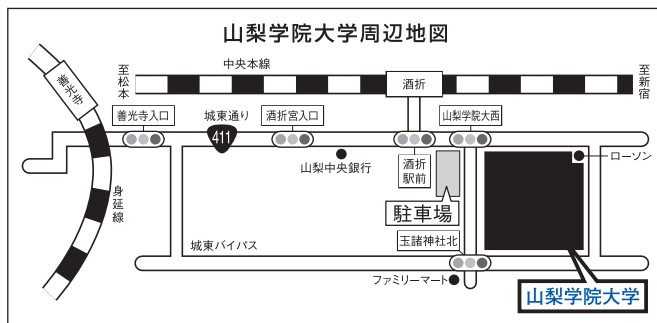 山梨学院大学周辺地図
中央本線
至松本
酒折
至新宿
善光寺
善光寺入口
城東通り
411
酒折宮入口
山梨学院大西
山梨中央銀行
酒折
駅前
ローソン
駐車場
身延線
玉諸神社北
城東バイパス
ファミリーマート
山梨学院大学